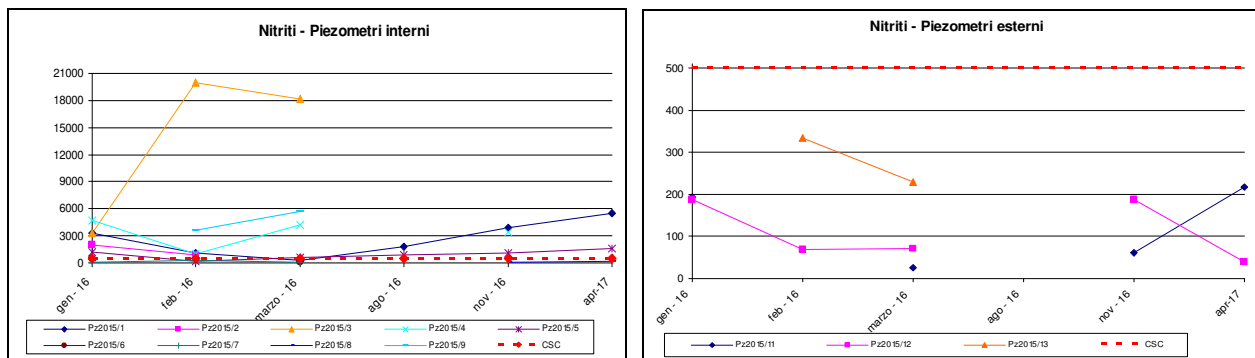 Nitriti - Piezometri interni
21000
18000
15000
12000
9000
6000
3000
0
gen - 16
feb - 16
marzo - 16
ago - 16
nov - 16
apr-17
Pz2015/1 Pz2015/2 Pz2015/3 Pz2015/4 Pz2015/5
Pz2015/6 Pz2015/7 Pz2015/8 Pz2015/9 CSC
Nitriti - Piezometri esterni
500
400
300
200
100
0
gen - 16
feb - 16
marzo - 16
ago - 16
nov - 16
apr-17
Pz2015/11 Pz2015/12 Pz2015/13 CSC